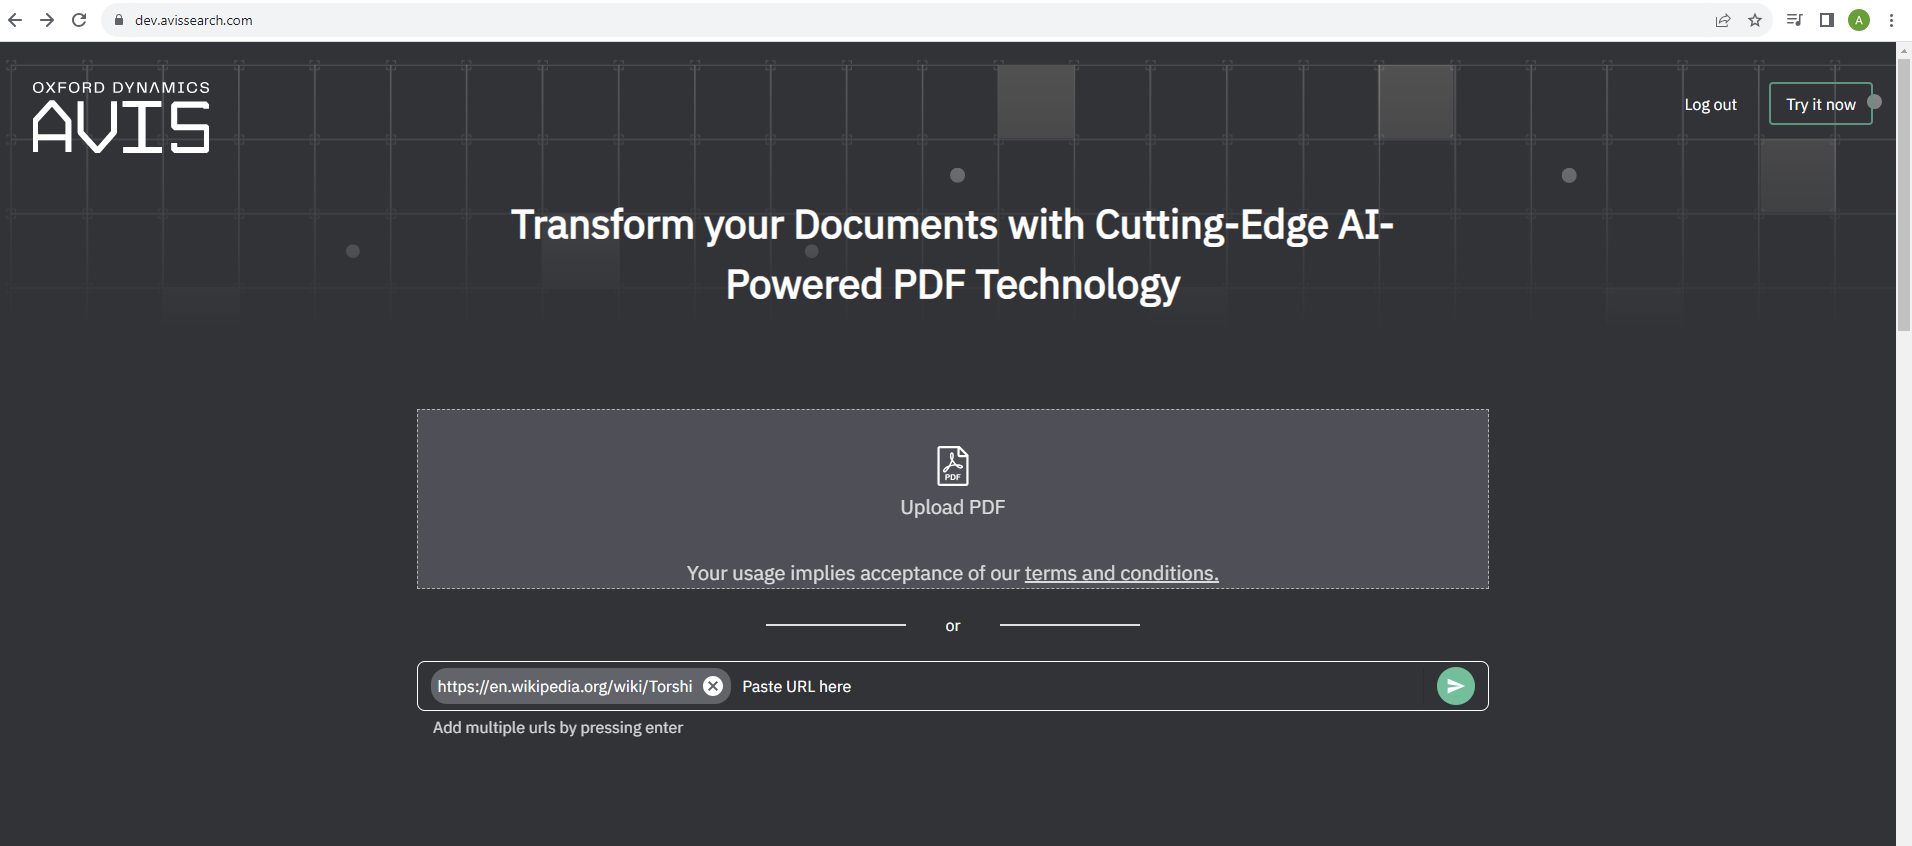 dev.avissearch.com
A
OXFORD DYNAMICS
AVIS
Log out
Try it now
Transform your Documents with Cutting-Edge AI-
Powered PDF Technology
PDF
Upload PDF
Your usage implies acceptance of our terms and conditions.
or
https://en.wikipedia.org/wiki/Torshi Paste URL here
Add multiple urls by pressing enter